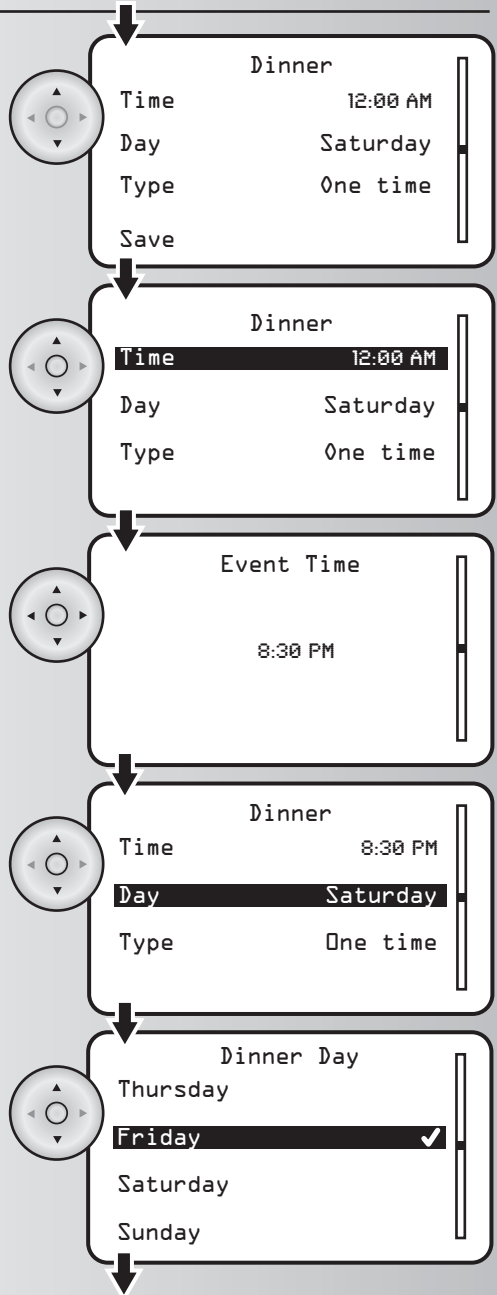 Dinner
Time 12:00 AM
Day Saturday
Type One time
Save
Dinner
Time 12:00 AM
Day Saturday
Type One time
Event Time
8:30 PM
Dinner
Time 8:30 PM
Day Saturday
Type One time
Dinner Day
Thursday
Friday ✓
Saturday
Sunday